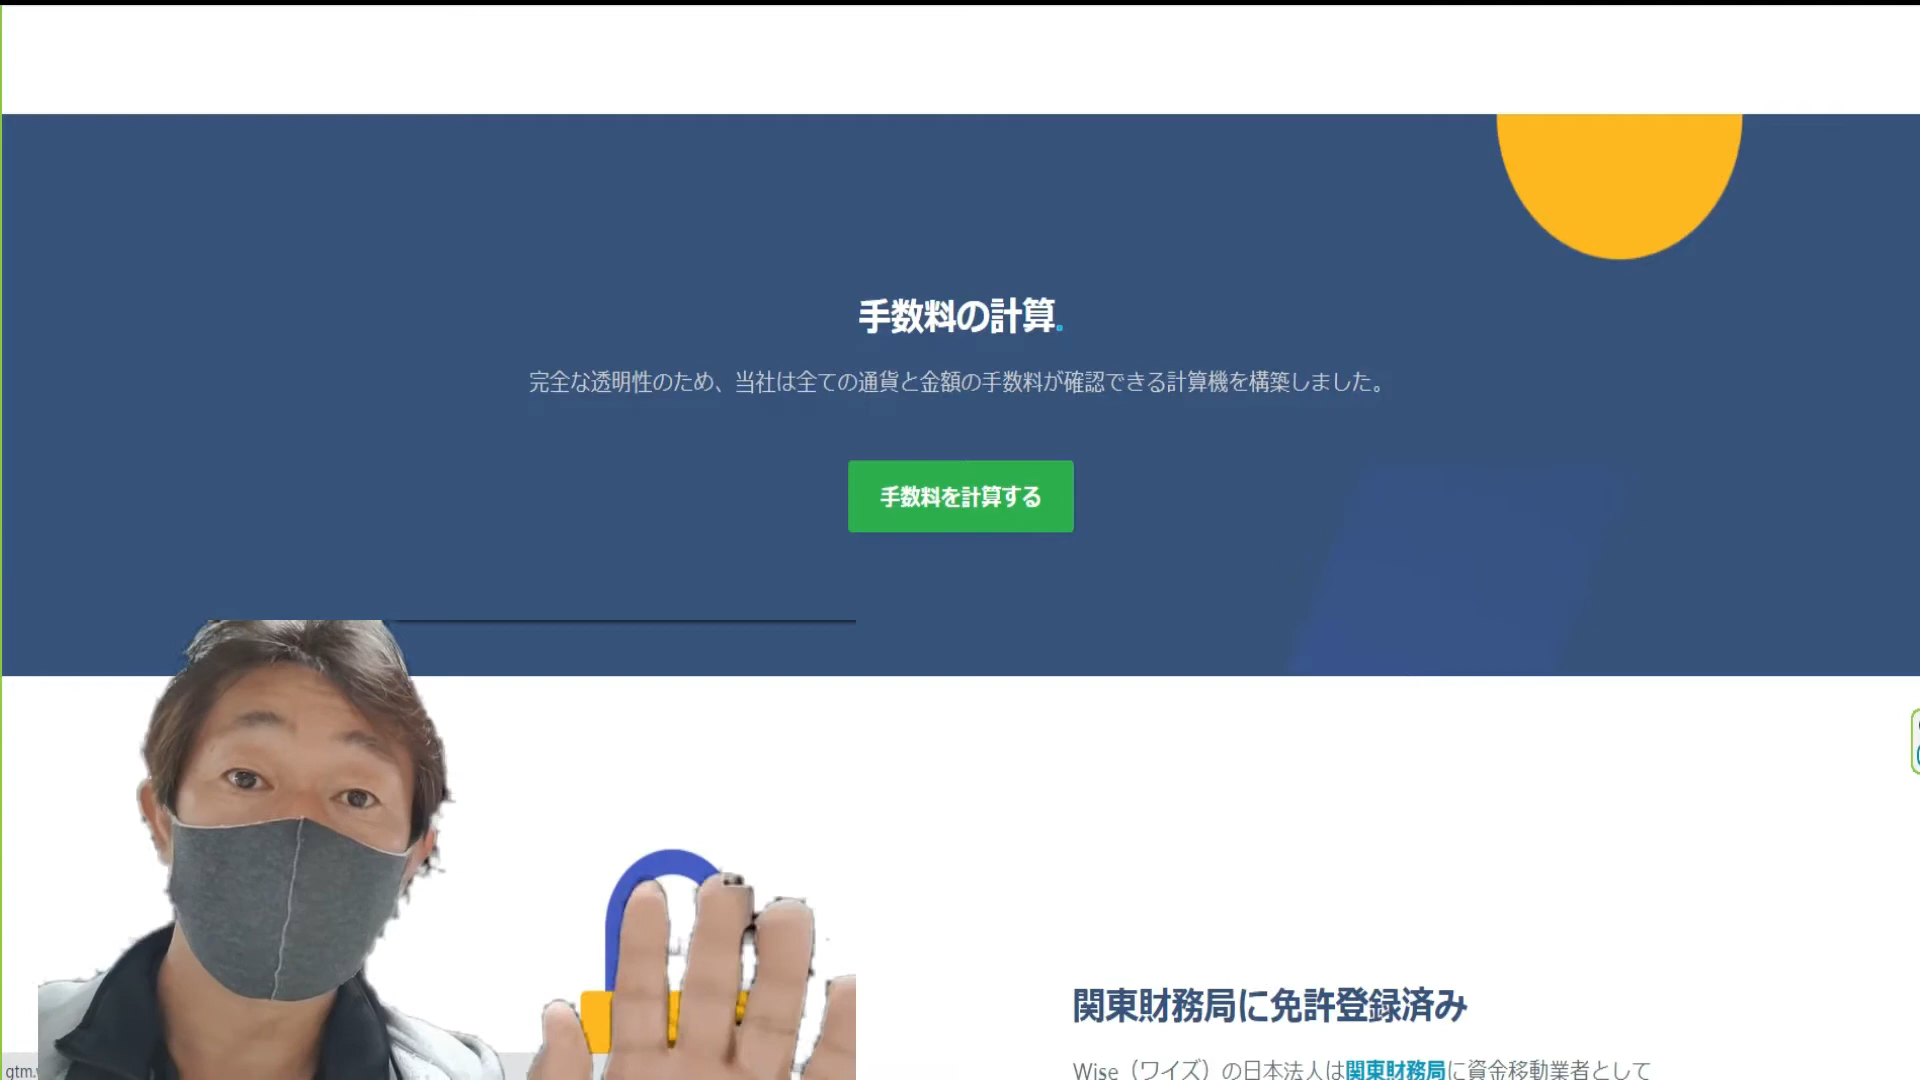 手数料の計算.
完全な透明性のため、当社は全ての通貨と金額の手数料が確認できる計算機を構築しました。
手数料を計算する
関東財務局に免許登録済み
Wise（ワイズ）の日本法人は関東財務局に資金移動業者として